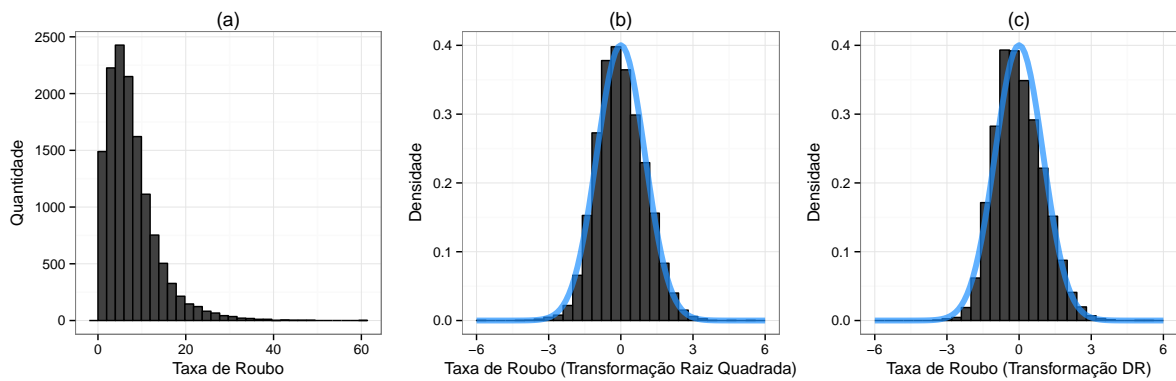 (a)
2500
2000
1500
1000
500
0
Quantidade
0 20 40 60
Taxa de Roubo
(b)
0.4
0.3
0.2
0.1
0.0
Densidade
−6 −3 0 3 6
Taxa de Roubo (Transformação Raiz Quadrada)
(c)
0.4
0.3
0.2
0.1
0.0
Densidade
−6 −3 0 3 6
Taxa de Roubo (Transformação DR)